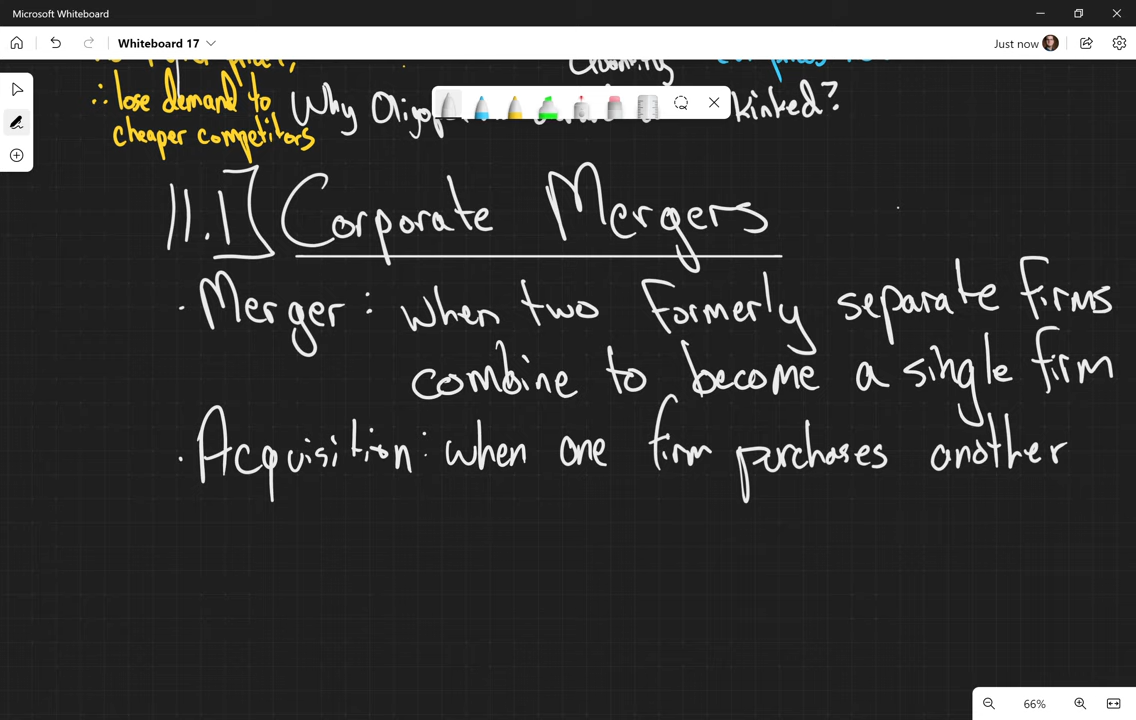 Microsoft Whiteboard
Whiteboard 17
Just now
∴ lose demand to
cheaper competitors
Quantity
Why kinked?
11.1] Corporate Mergers
· Merger: when two formerly separate firms
combine to become a single firm
· Acquisition: when one firm purchases another
66%